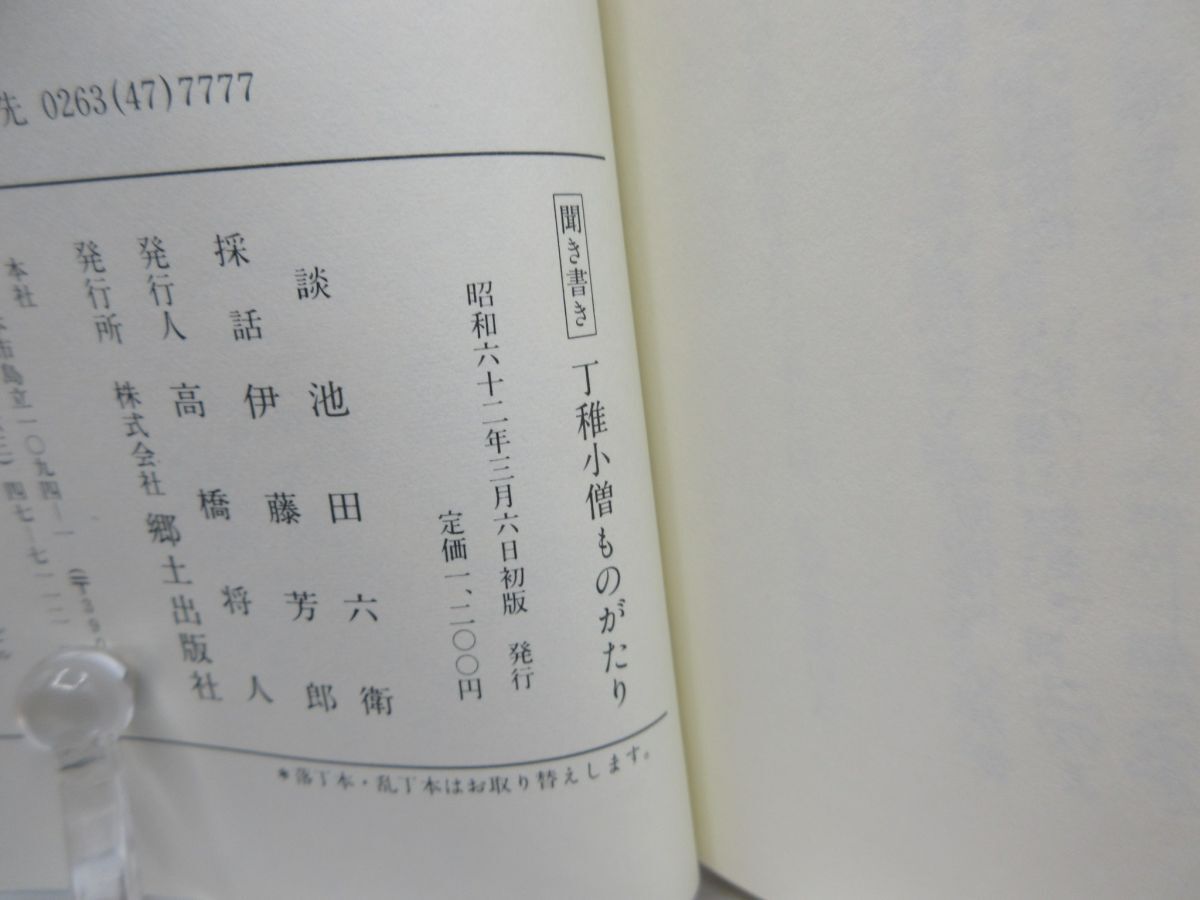 先 0263(47)7777
聞き書き 丁稚小僧ものがたり
昭和六十二年三月六日初版 発行
定価一、二〇〇円
談 池田六衛
採話 伊藤芳郎
発行人 高橋将人
発行所 株式会社 郷土出版社
本社
市島立一〇九四ー一 (〒39
四七ー七一一
*落丁本・乱丁本はお取り替えします。